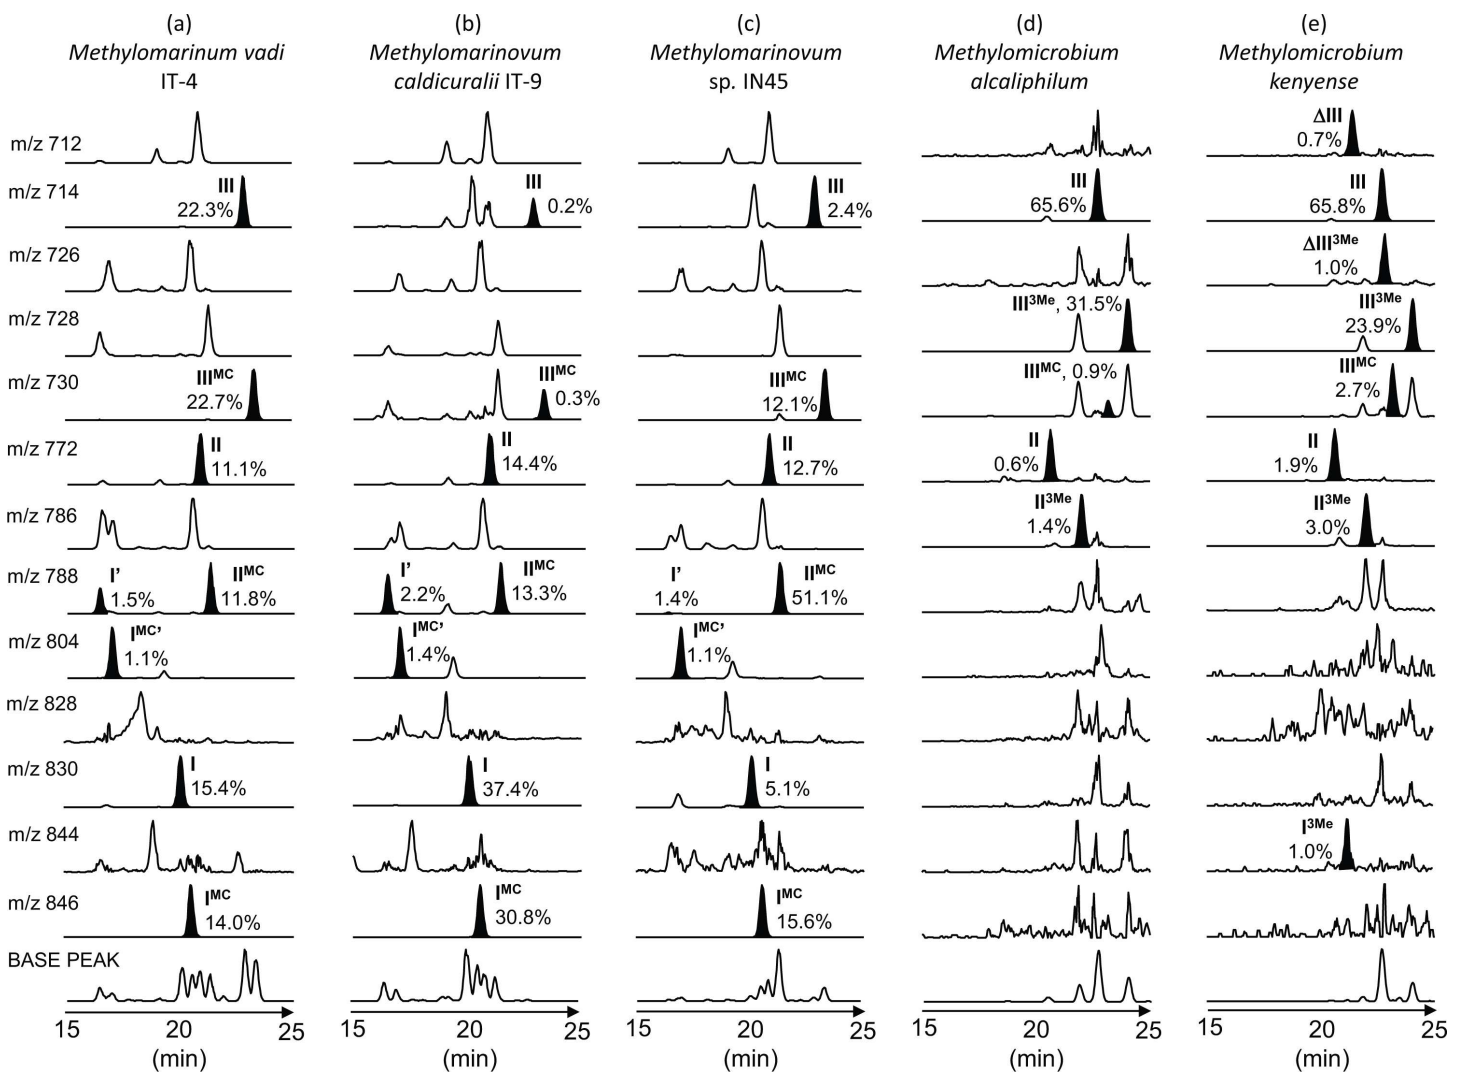 (a) (b) (c) (d) (e)
Methylomarinum vadi Methylomarinovum Methylomarinovum Methylomicrobium Methylomicrobium
IT-4 caldicuralii IT-9 sp. IN45 alcaliphilum kenyense
m/z 712 ΔIII
0.7%
m/z 714 III III III III III
22.3% 0.2% 2.4% 65.6% 65.8%
m/z 726 ΔIII3Me
1.0%
m/z 728 III3Me, 31.5% III3Me
23.9%
m/z 730 IIIMC IIIMC IIIMC IIIMC, 0.9% IIIMC
22.7% 0.3% 12.1% 2.7%
m/z 772 II II II II II
11.1% 14.4% 12.7% 0.6% 1.9%
m/z 786 II3Me II3Me
1.4% 3.0%
m/z 788 I’ IIMC I’ IIMC I’ IIMC
1.5% 11.8% 2.2% 13.3% 1.4% 51.1%
m/z 804 IMC’ IMC’ IMC’
1.1% 1.4% 1.1%
m/z 828
m/z 830 I I I
15.4% 37.4% 5.1%
m/z 844 I3Me
1.0%
m/z 846 IMC IMC IMC
14.0% 30.8% 15.6%
BASE PEAK
15 20 25 15 20 25 15 20 25 15 20 25 15 20 25
(min) (min) (min) (min) (min)